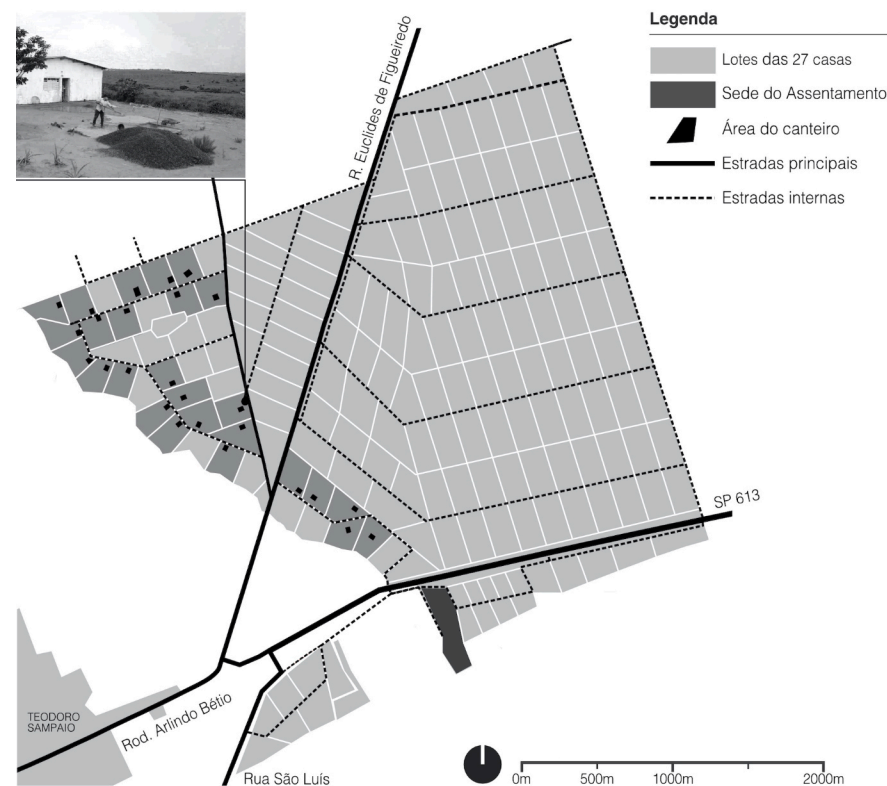 Legenda
Lotes das 27 casas
Sede do Assentamento
Área do canteiro
Estradas principais
Estradas internas
R. Euclides de Figueiredo
SP 613
TEODORO
SAMPAIO
Rod. Arlindo Bétio
Rua São Luís
0m 500m 1000m 2000m